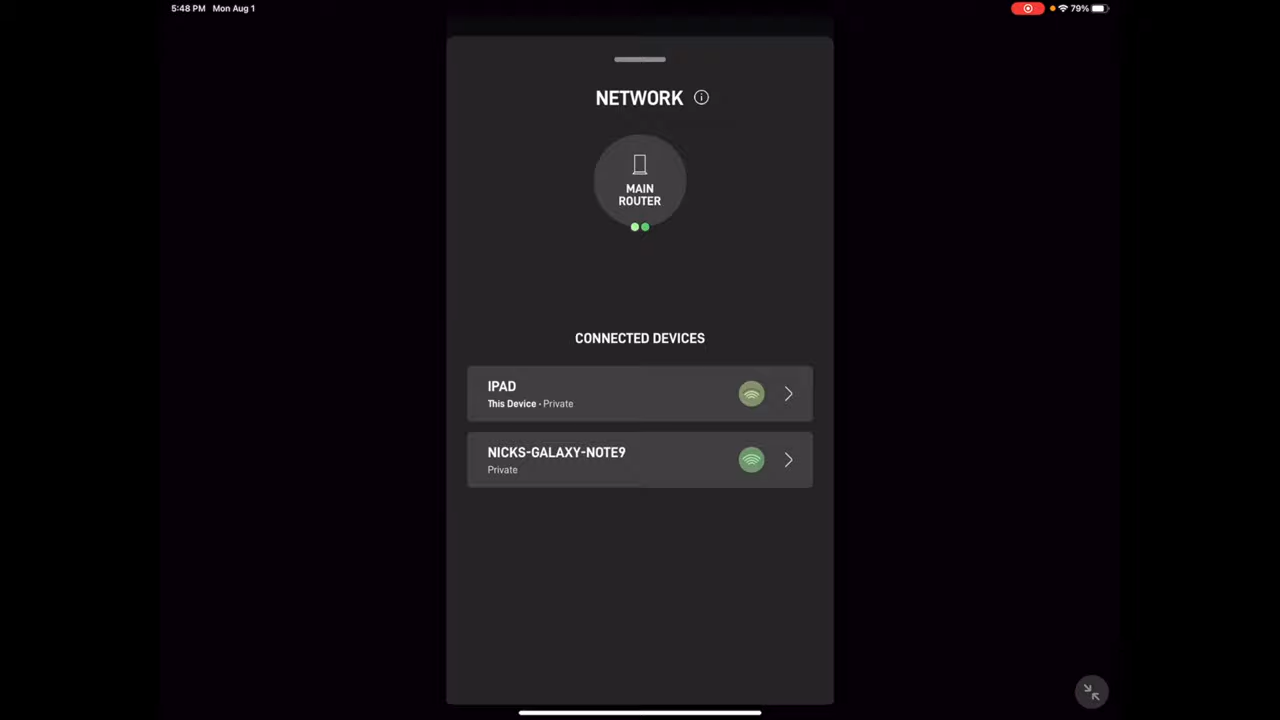 5:48 PM Mon Aug 1
79%
NETWORK
MAIN
ROUTER
CONNECTED DEVICES
IPAD
This Device · Private
NICKS-GALAXY-NOTE9
Private